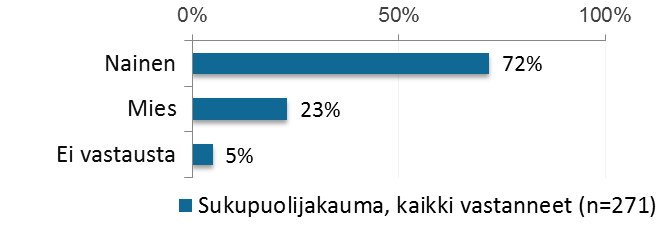 0% 50% 100%
Nainen 72%
Mies 23%
Ei vastausta 5%
Sukupuolijakauma, kaikki vastanneet (n=271)